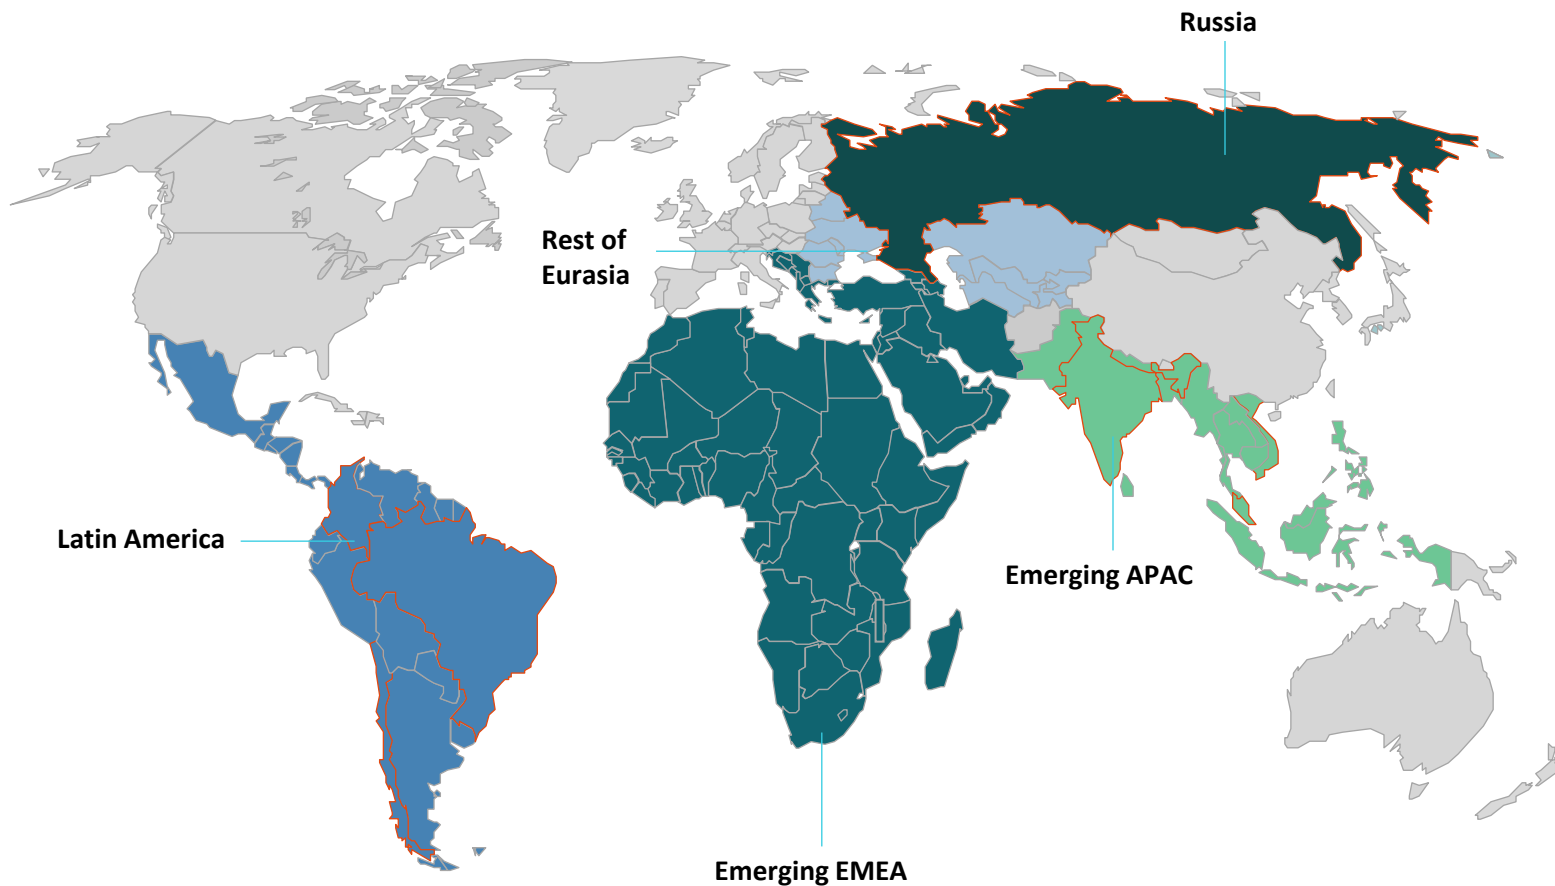 Russia
Rest of
Eurasia
Latin America
Emerging APAC
Emerging EMEA